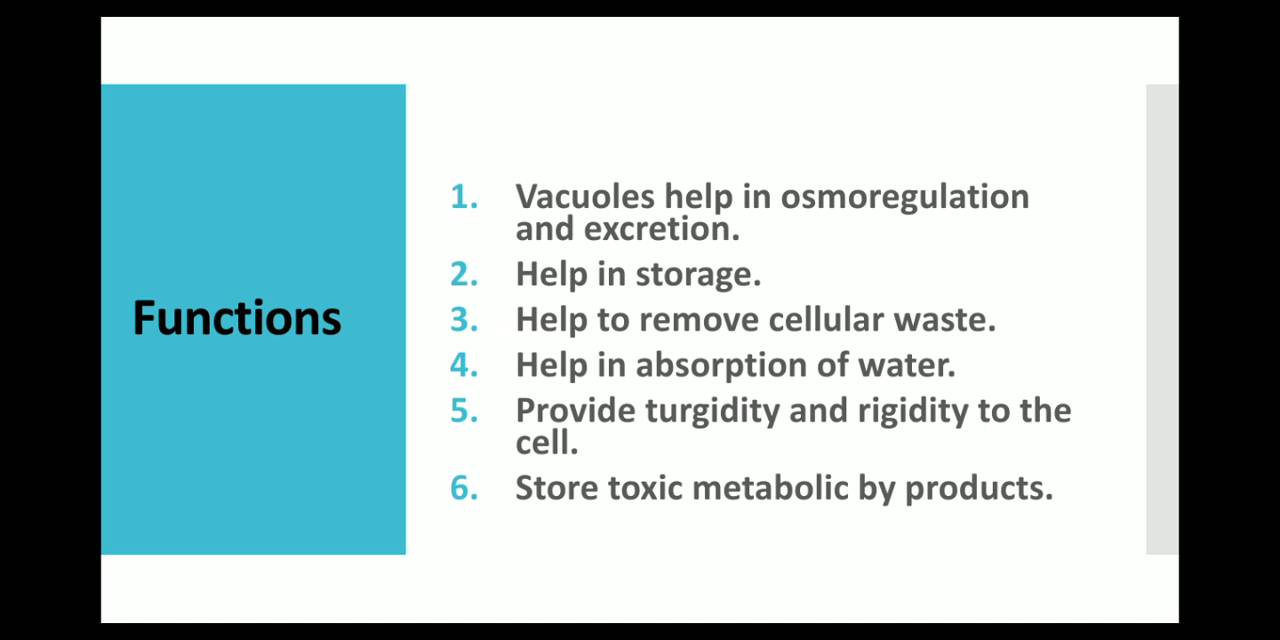 Functions
1. Vacuoles help in osmoregulation
and excretion.
2. Help in storage.
3. Help to remove cellular waste.
4. Help in absorption of water.
5. Provide turgidity and rigidity to the
cell.
6. Store toxic metabolic by products.